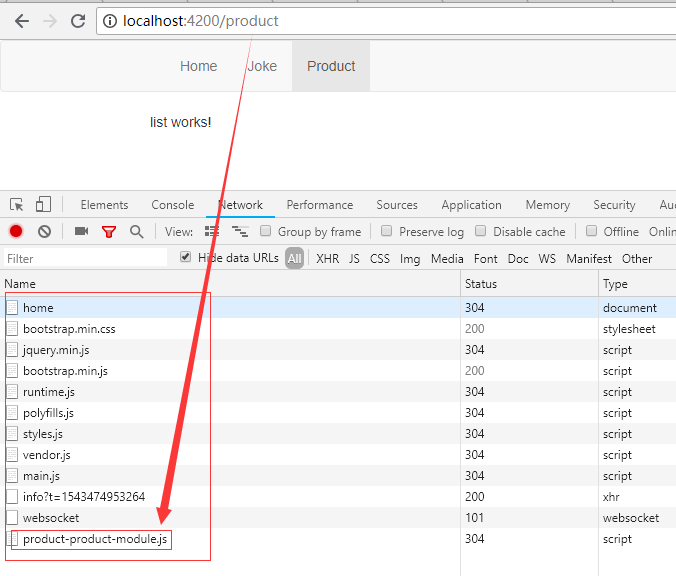 localhost:4200/product
Home Joke Product
list works!
Elements Console Network Performance Sources Application Memory Security
View: Group by frame Preserve log Disable cache Offline Onlin
Filter Hide data URLs All XHR JS CSS Img Media Font Doc WS Manifest Other
Name Status Type
home 304 document
bootstrap.min.css 200 stylesheet
jquery.min.js 304 script
bootstrap.min.js 200 script
runtime.js 304 script
polyfills.js 304 script
styles.js 304 script
vendor.js 304 script
main.js 304 script
info?t=1543474953264 200 xhr
websocket 101 websocket
product-product-module.js 304 script